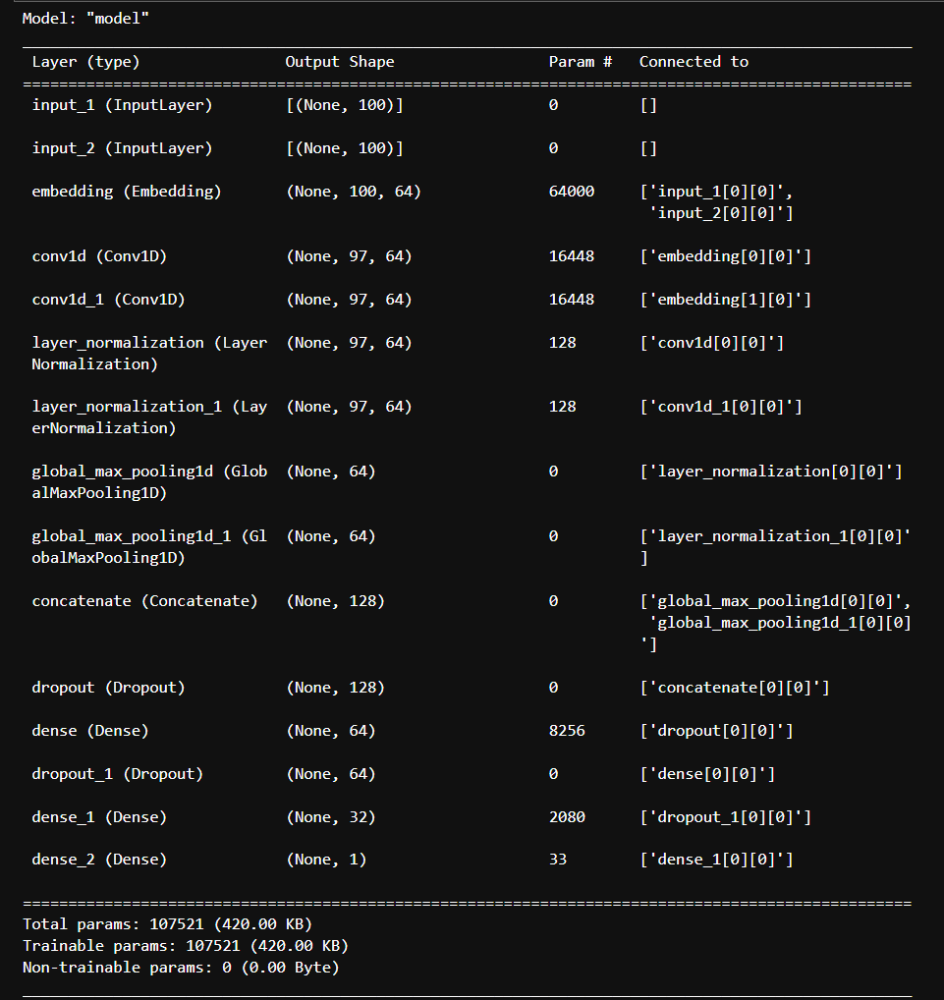 Model: "model"
Layer (type) Output Shape Param # Connected to
input_1 (InputLayer) [(None, 100)] 0 []
input_2 (InputLayer) [(None, 100)] 0 []
embedding (Embedding) (None, 100, 64) 64000 ['input_1[0][0]',
'input_2[0][0]']
conv1d (Conv1D) (None, 97, 64) 16448 ['embedding[0][0]']
conv1d_1 (Conv1D) (None, 97, 64) 16448 ['embedding[1][0]']
layer_normalization (Layer (None, 97, 64) 128 ['conv1d[0][0]']
Normalization)
layer_normalization_1 (Lay (None, 97, 64) 128 ['conv1d_1[0][0]']
erNormalization)
global_max_pooling1d (Glob (None, 64) 0 ['layer_normalization[0][0]']
alMaxPooling1D)
global_max_pooling1d_1 (Gl (None, 64) 0 ['layer_normalization_1[0][0]'
obalMaxPooling1D) ]
concatenate (Concatenate) (None, 128) 0 ['global_max_pooling1d[0][0]',
'global_max_pooling1d_1[0][0]
']
dropout (Dropout) (None, 128) 0 ['concatenate[0][0]']
dense (Dense) (None, 64) 8256 ['dropout[0][0]']
dropout_1 (Dropout) (None, 64) 0 ['dense[0][0]']
dense_1 (Dense) (None, 32) 2080 ['dropout_1[0][0]']
dense_2 (Dense) (None, 1) 33 ['dense_1[0][0]']
Total params: 107521 (420.00 KB)
Trainable params: 107521 (420.00 KB)
Non-trainable params: 0 (0.00 Byte)